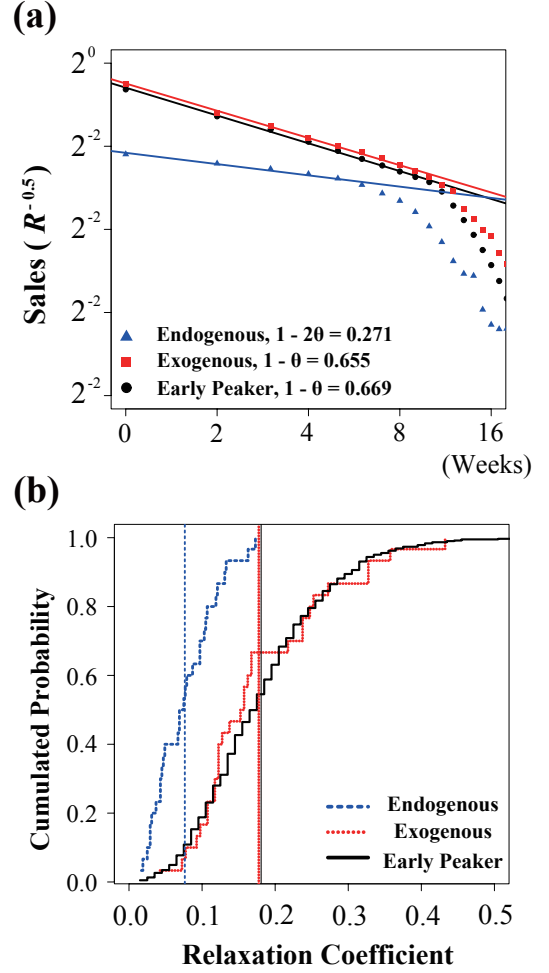 (a)
Sales ( R^-0.5)
2^0
2^-2
2^-2
2^-2
2^-2
Endogenous, 1 - 2θ = 0.271
Exogenous, 1 - θ = 0.655
Early Peaker, 1 - θ = 0.669
0 2 4 8 16
(Weeks)
(b)
Cumulated Probability
1.0
0.8
0.6
0.4
0.2
0.0
Endogenous
Exogenous
Early Peaker
0.0 0.1 0.2 0.3 0.4 0.5
Relaxation Coefficient